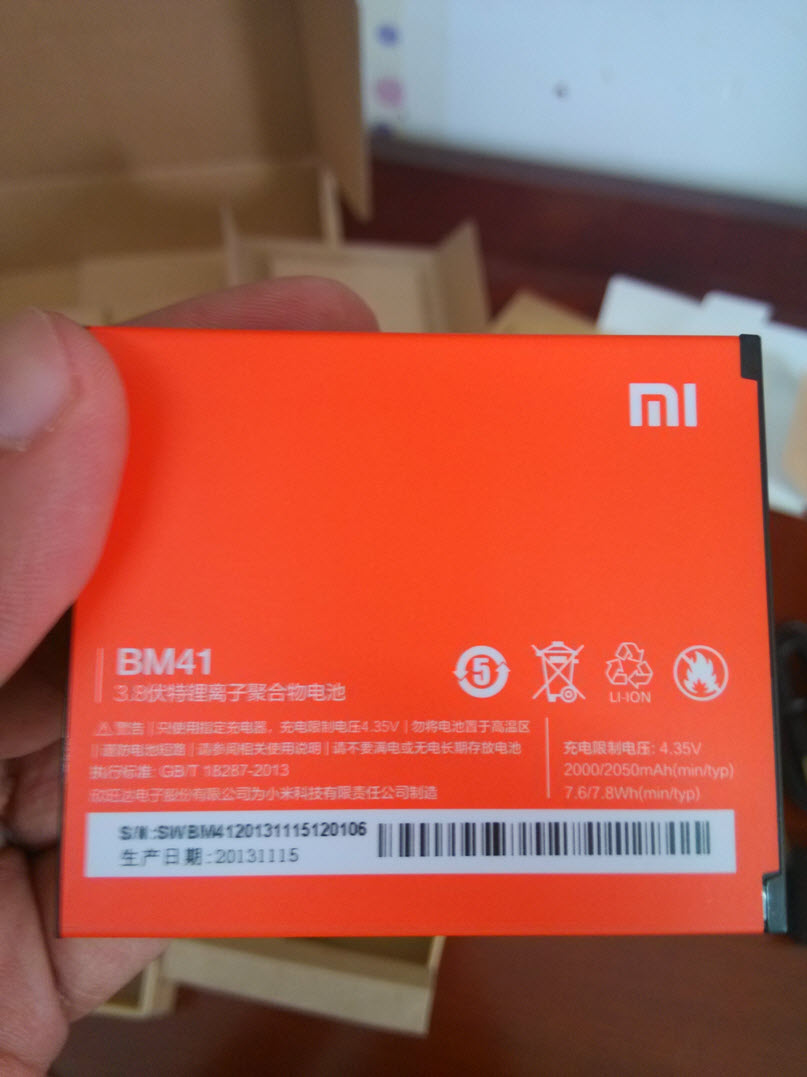 MI
BM41
3.8伏特锂离子聚合物电池
5
LI-ION
警告 | 只使用指定充电器，充电限制电压4.35V | 勿将电池置于高温区
| 请参阅相关使用说明 | 请不要满电或无电长期存放电池
执行标准: GB/T 18287-2013
欣旺达电子股份有限公司为小米科技有限责任公司制造
充电限制电压: 4.35V
2000/2050mAh(min/typ)
7.6/7.8Wh(min/typ)
S/N:SWBM4120131115120106
生产日期:20131115